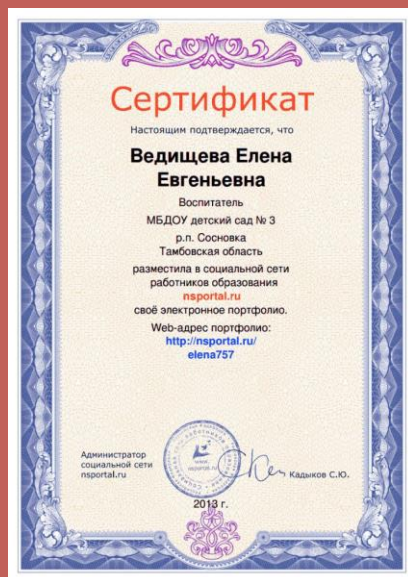 Сертификат
Настоящим подтверждается, что
Ведищева Елена
Евгеньевна
Воспитатель
МБДОУ детский сад № 3
р.п. Сосновка
Тамбовская область
разместила в социальной сети
работников образования
nsportal.ru
своё электронное портфолио.
Web-адрес портфолио:
http://nsportal.ru/
elena757
Администратор
социальной сети
nsportal.ru
nsportal.ru
Кадыков С.Ю.
2013 г.